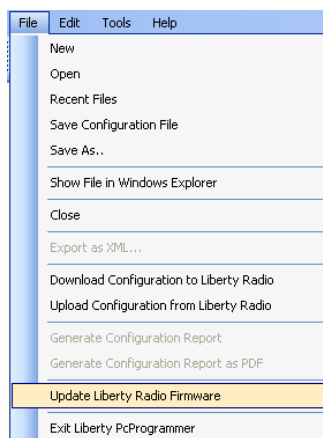 File Edit Tools Help
New
Open
Recent Files
Save Configuration File
Save As..
Show File in Windows Explorer
Close
Export as XML...
Download Configuration to Liberty Radio
Upload Configuration from Liberty Radio
Generate Configuration Report
Generate Configuration Report as PDF
Update Liberty Radio Firmware
Exit Liberty PcProgrammer